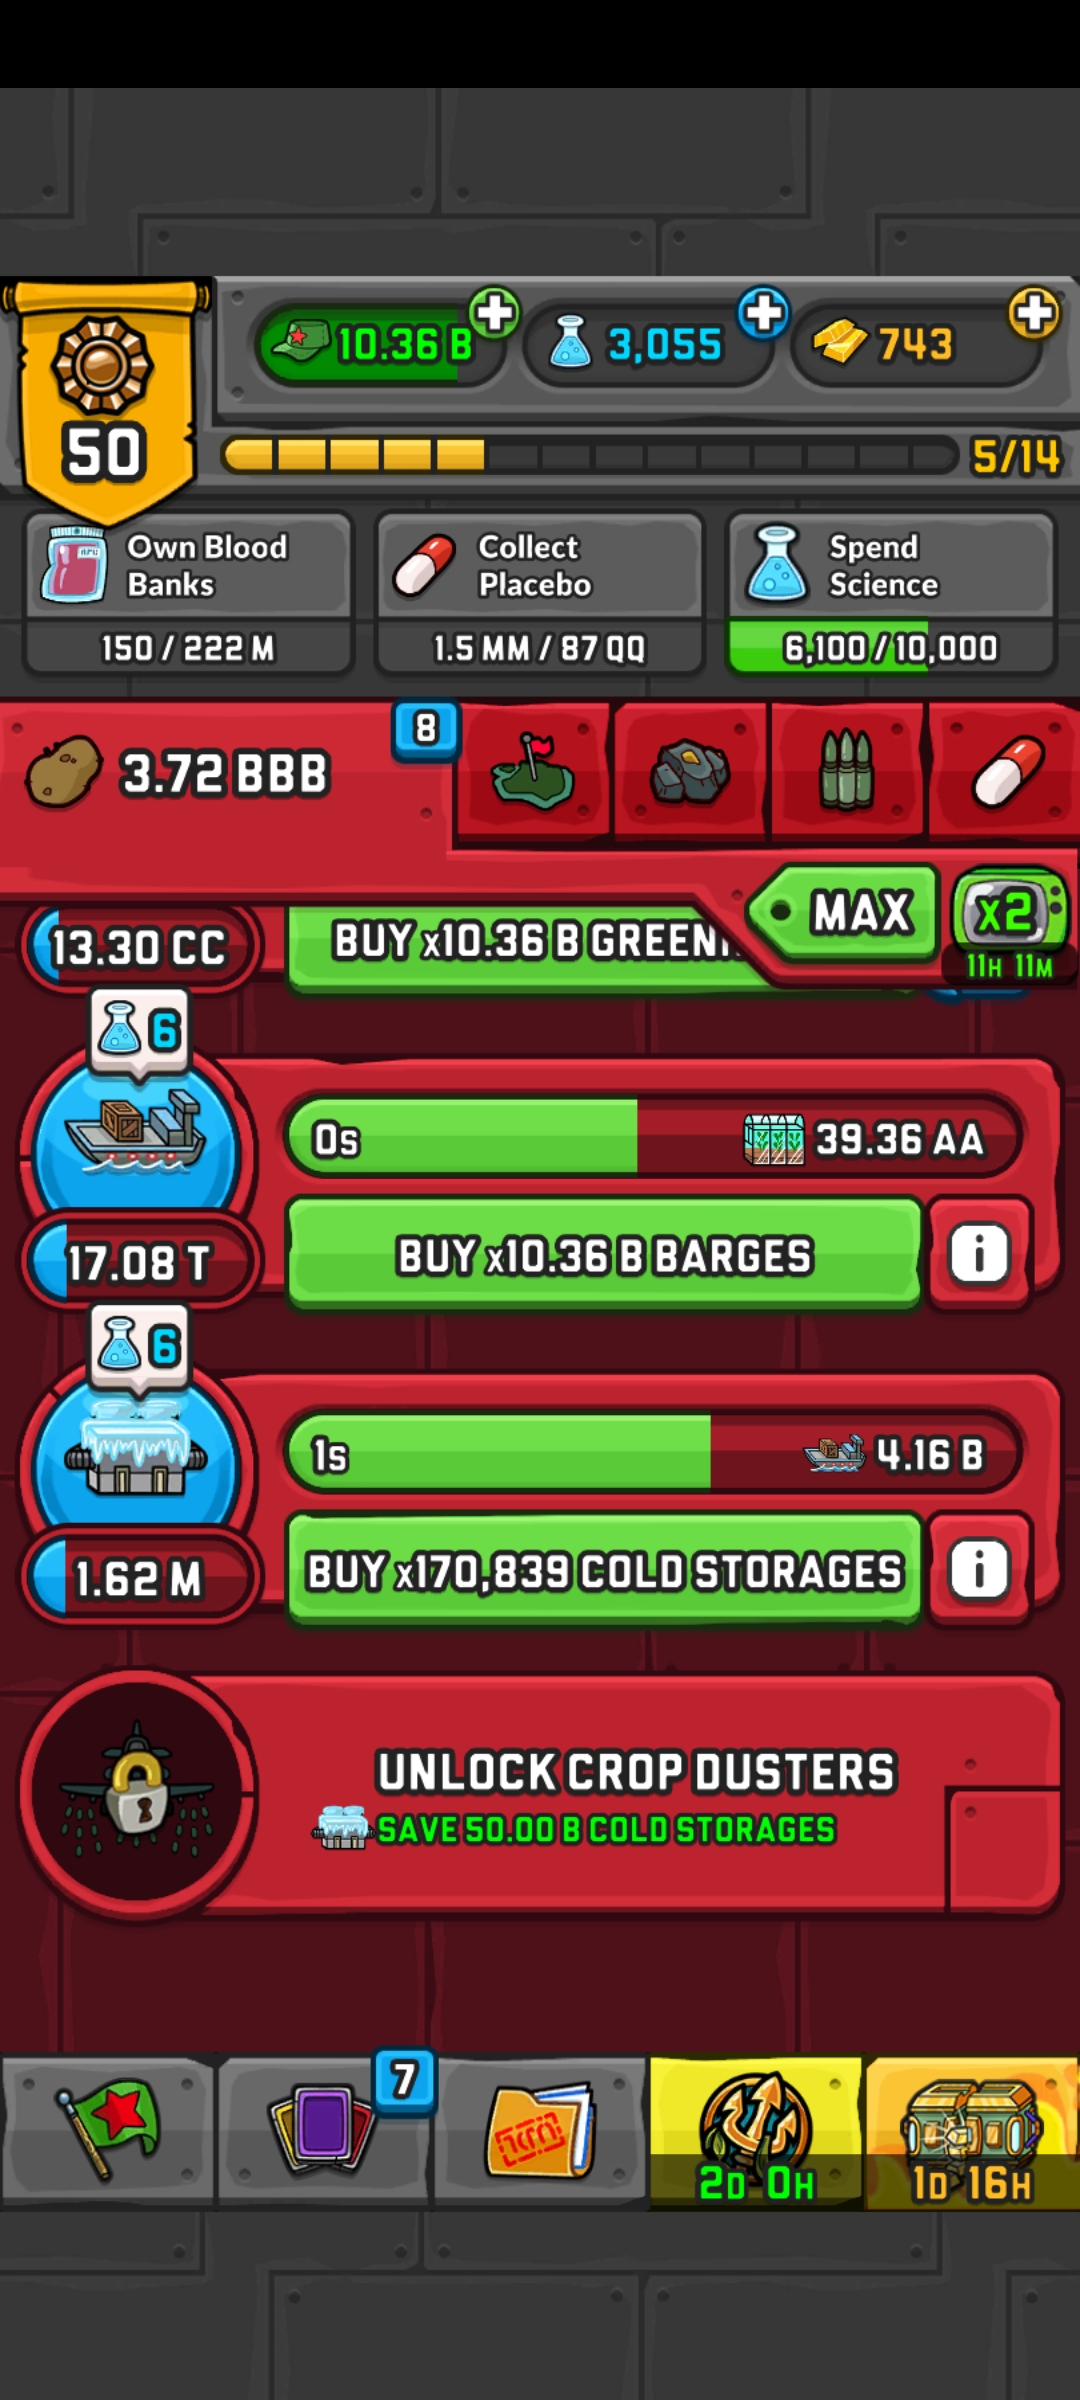 10.36 B
3,055
743
50
5/14
Own Blood Banks
150 / 222 M
Collect Placebo
1.5 MM / 87 QQ
Spend Science
6,100 / 10,000
3.72 BBB
8
MAX
x2
11H 11M
13.30 CC
BUY x10.36 B
6
0s
39.36 AA
17.08 T
BUY x10.36 B BARGES
i
6
1s
4.16 B
1.62 M
BUY x170,839 COLD STORAGES
i
UNLOCK CROP DUSTERS
SAVE 50.00 B COLD STORAGES
7
2D 0H
1D 16H